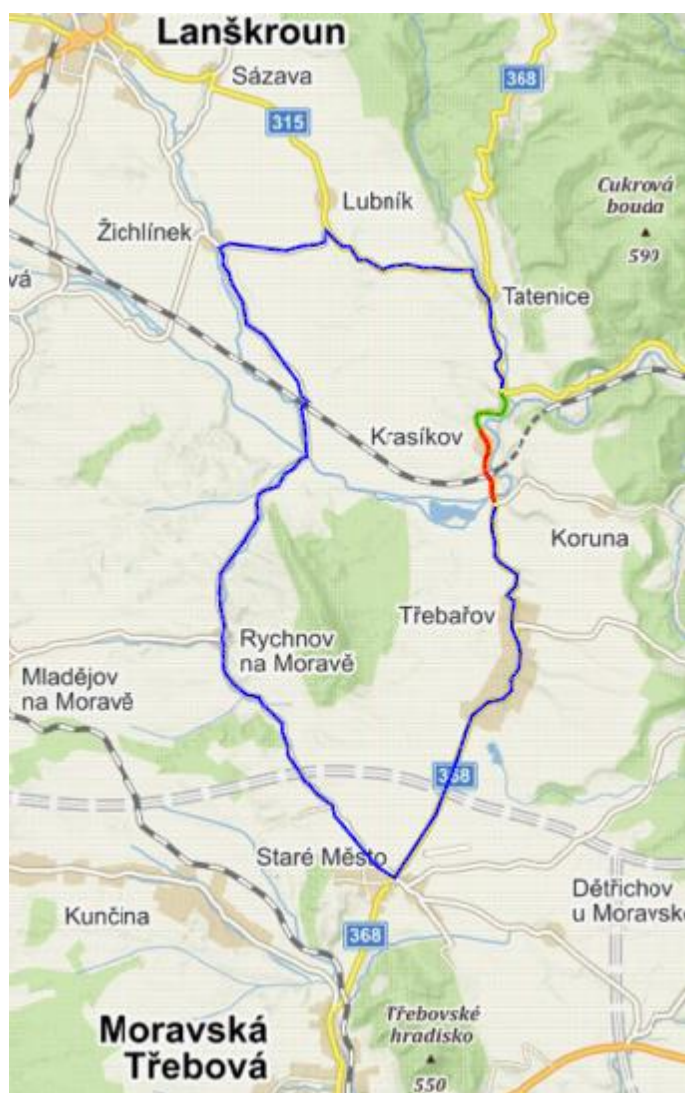 Lanškroun
Sázava
368
315
Cukrová
bouda
590
Lubník
Žichlínek
vá
Tatenice
Krasíkov
Koruna
Třebařov
Rychnov
na Moravě
Mladějov
na Moravě
368
Staré Město
Dětřichov
u Moravské
Kunčina
368
Třebovské
hradisko
550
Moravská
Třebová